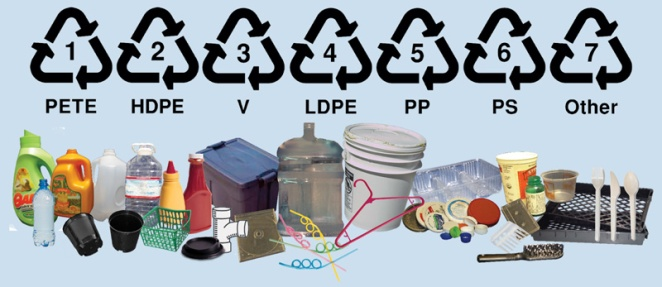 1 2 3 4 5 6 7
PETE HDPE V LDPE PP PS Other